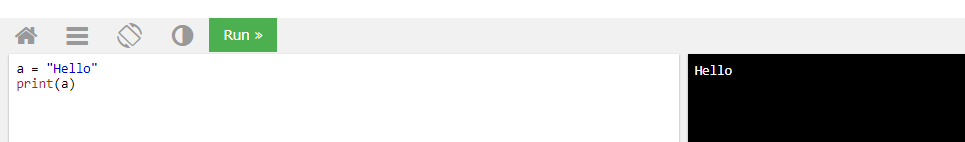 Run »
a = "Hello"
print(a)
Hello